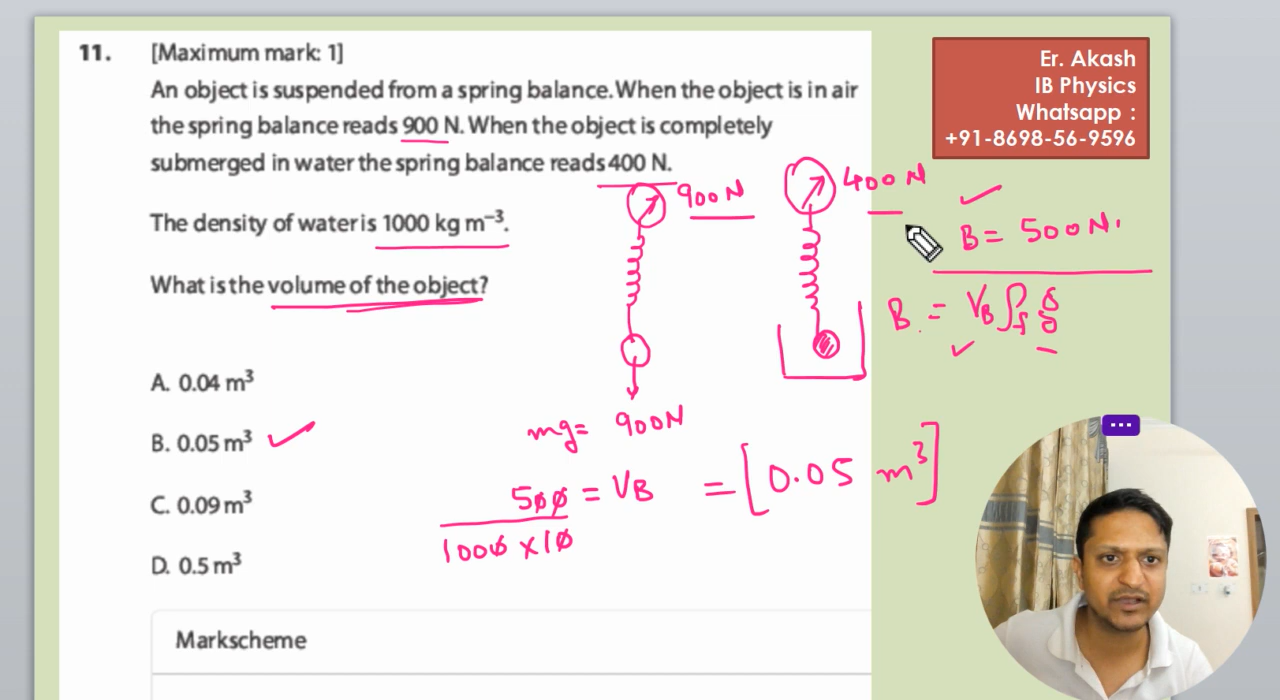 11. [Maximum mark: 1]
An object is suspended from a spring balance. When the object is in air
the spring balance reads 900 N. When the object is completely
submerged in water the spring balance reads 400 N.
The density of water is 1000 kg m⁻³.
What is the volume of the object?
A. 0.04 m³
B. 0.05 m³
C. 0.09 m³
D. 0.5 m³
Markscheme
Er. Akash
IB Physics
Whatsapp :
+91-8698-56-9596
900N
400 N
B = 500N.
B = V_B ρ_f g
mg = 900N
500 = V_B = [0.05 m³]
1000 × 10